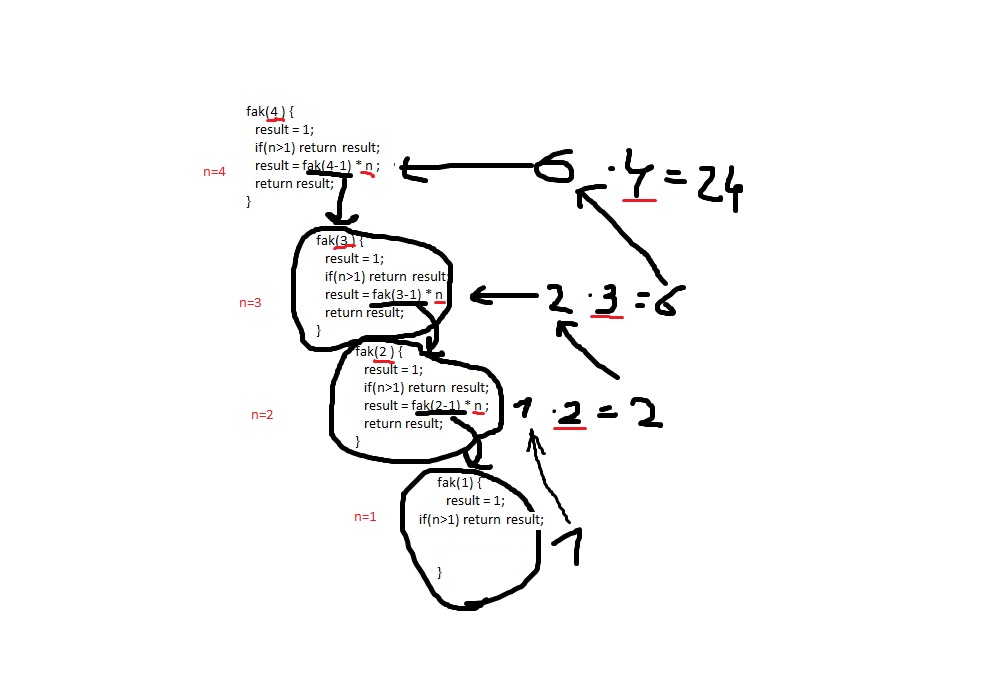 fak(4) {
result = 1;
if(n>1) return result;
n=4 result = fak(4-1) * n ; 6 · 4 = 24
return result;
}
fak(3) {
result = 1;
if(n>1) return result;
n=3 result = fak(3-1) * n 2 · 3 = 6
return result;
}
fak(2) {
result = 1;
if(n>1) return result;
n=2 result = fak(2-1) * n ; 1 · 2 = 2
return result;
}
fak(1) {
result = 1;
n=1 if(n>1) return result;
1
}